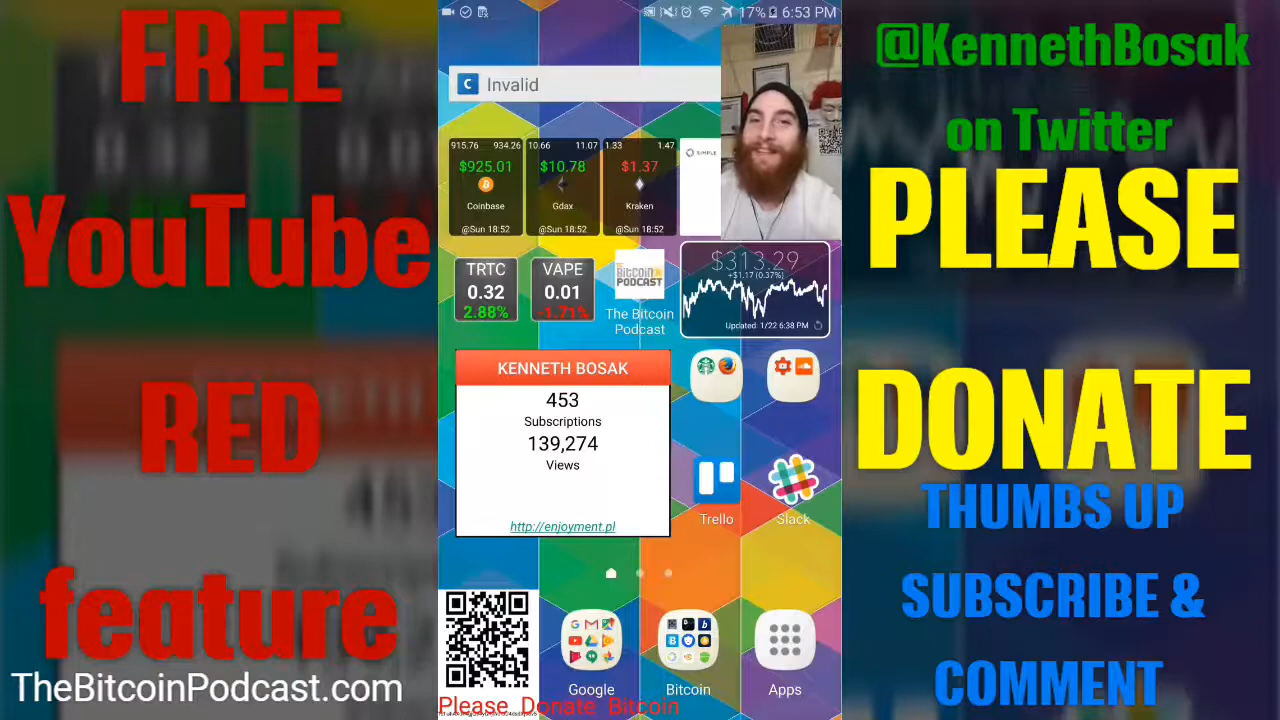 FREE
YouTube
RED
feature
TheBitcoinPodcast.com
17% 6:53 PM
C Invalid
915.76 934.26
$925.01
Coinbase
@Sun 18:52
10.66 11.07
$10.78
Gdax
@Sun 18:52
1.33 1.47
$1.37
Kraken
@Sun 18:52
SIMPLE
TRTC
0.32
2.88%
VAPE
0.01
-1.71%
BITCOIN
PODCAST
The Bitcoin
Podcast
$313.29
+$1.17 (0.37%)
Updated: 1/22 6:38 PM
KENNETH BOSAK
453
Subscriptions
139,274
Views
http://enjoyment.pl
Trello
Slack
Google
Bitcoin
Apps
Please Donate Bitcoin
@KennethBosak
on Twitter
PLEASE
DONATE
THUMBS UP
SUBSCRIBE &
COMMENT